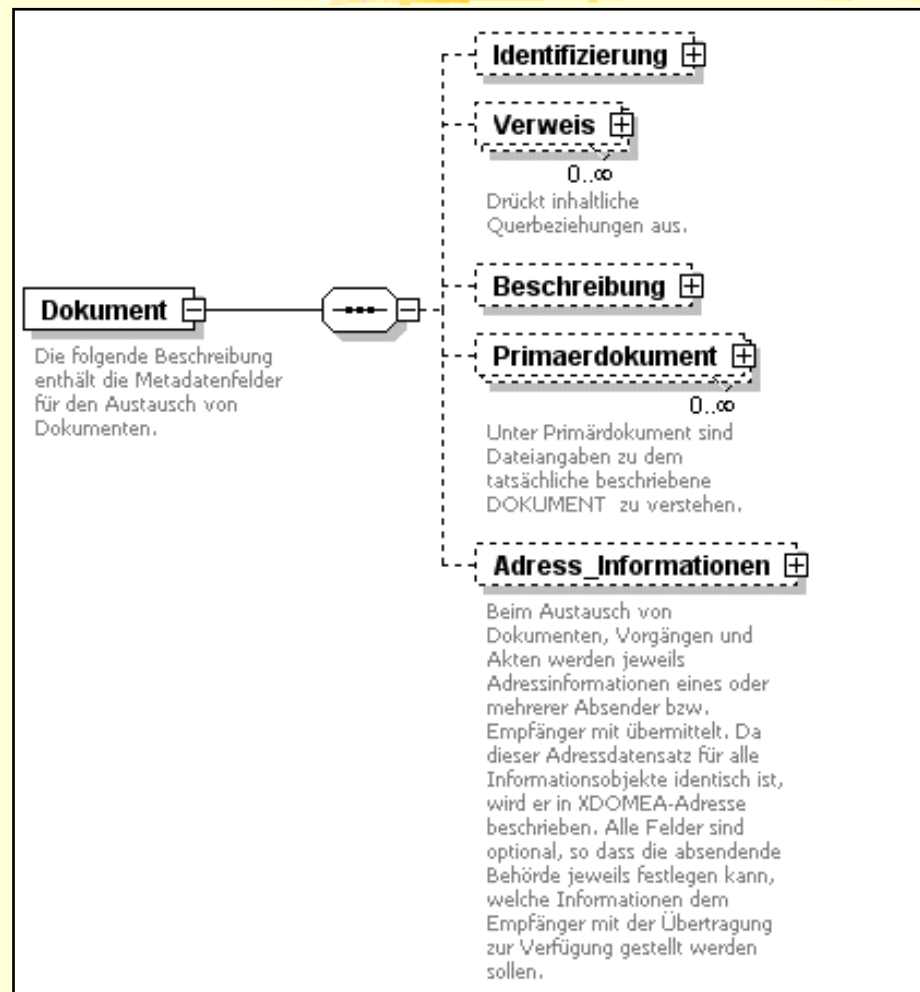 Identifizierung
Verweis
0..∞
Drückt inhaltliche
Querbeziehungen aus.
Dokument
Die folgende Beschreibung
enthält die Metadatenfelder
für den Austausch von
Dokumenten.
Beschreibung
Primaerdokument
0..∞
Unter Primärdokument sind
Dateiangaben zu dem
tatsächliche beschriebene
DOKUMENT zu verstehen.
Adress_Informationen
Beim Austausch von
Dokumenten, Vorgängen und
Akten werden jeweils
Adressinformationen eines oder
mehrerer Absender bzw.
Empfänger mit übermittelt. Da
dieser Adressdatensatz für alle
Informationsobjekte identisch ist,
wird er in XDOMEA-Adresse
beschrieben. Alle Felder sind
optional, so dass die absendende
Behörde jeweils festlegen kann,
welche Informationen dem
Empfänger mit der Übertragung
zur Verfügung gestellt werden
sollen.